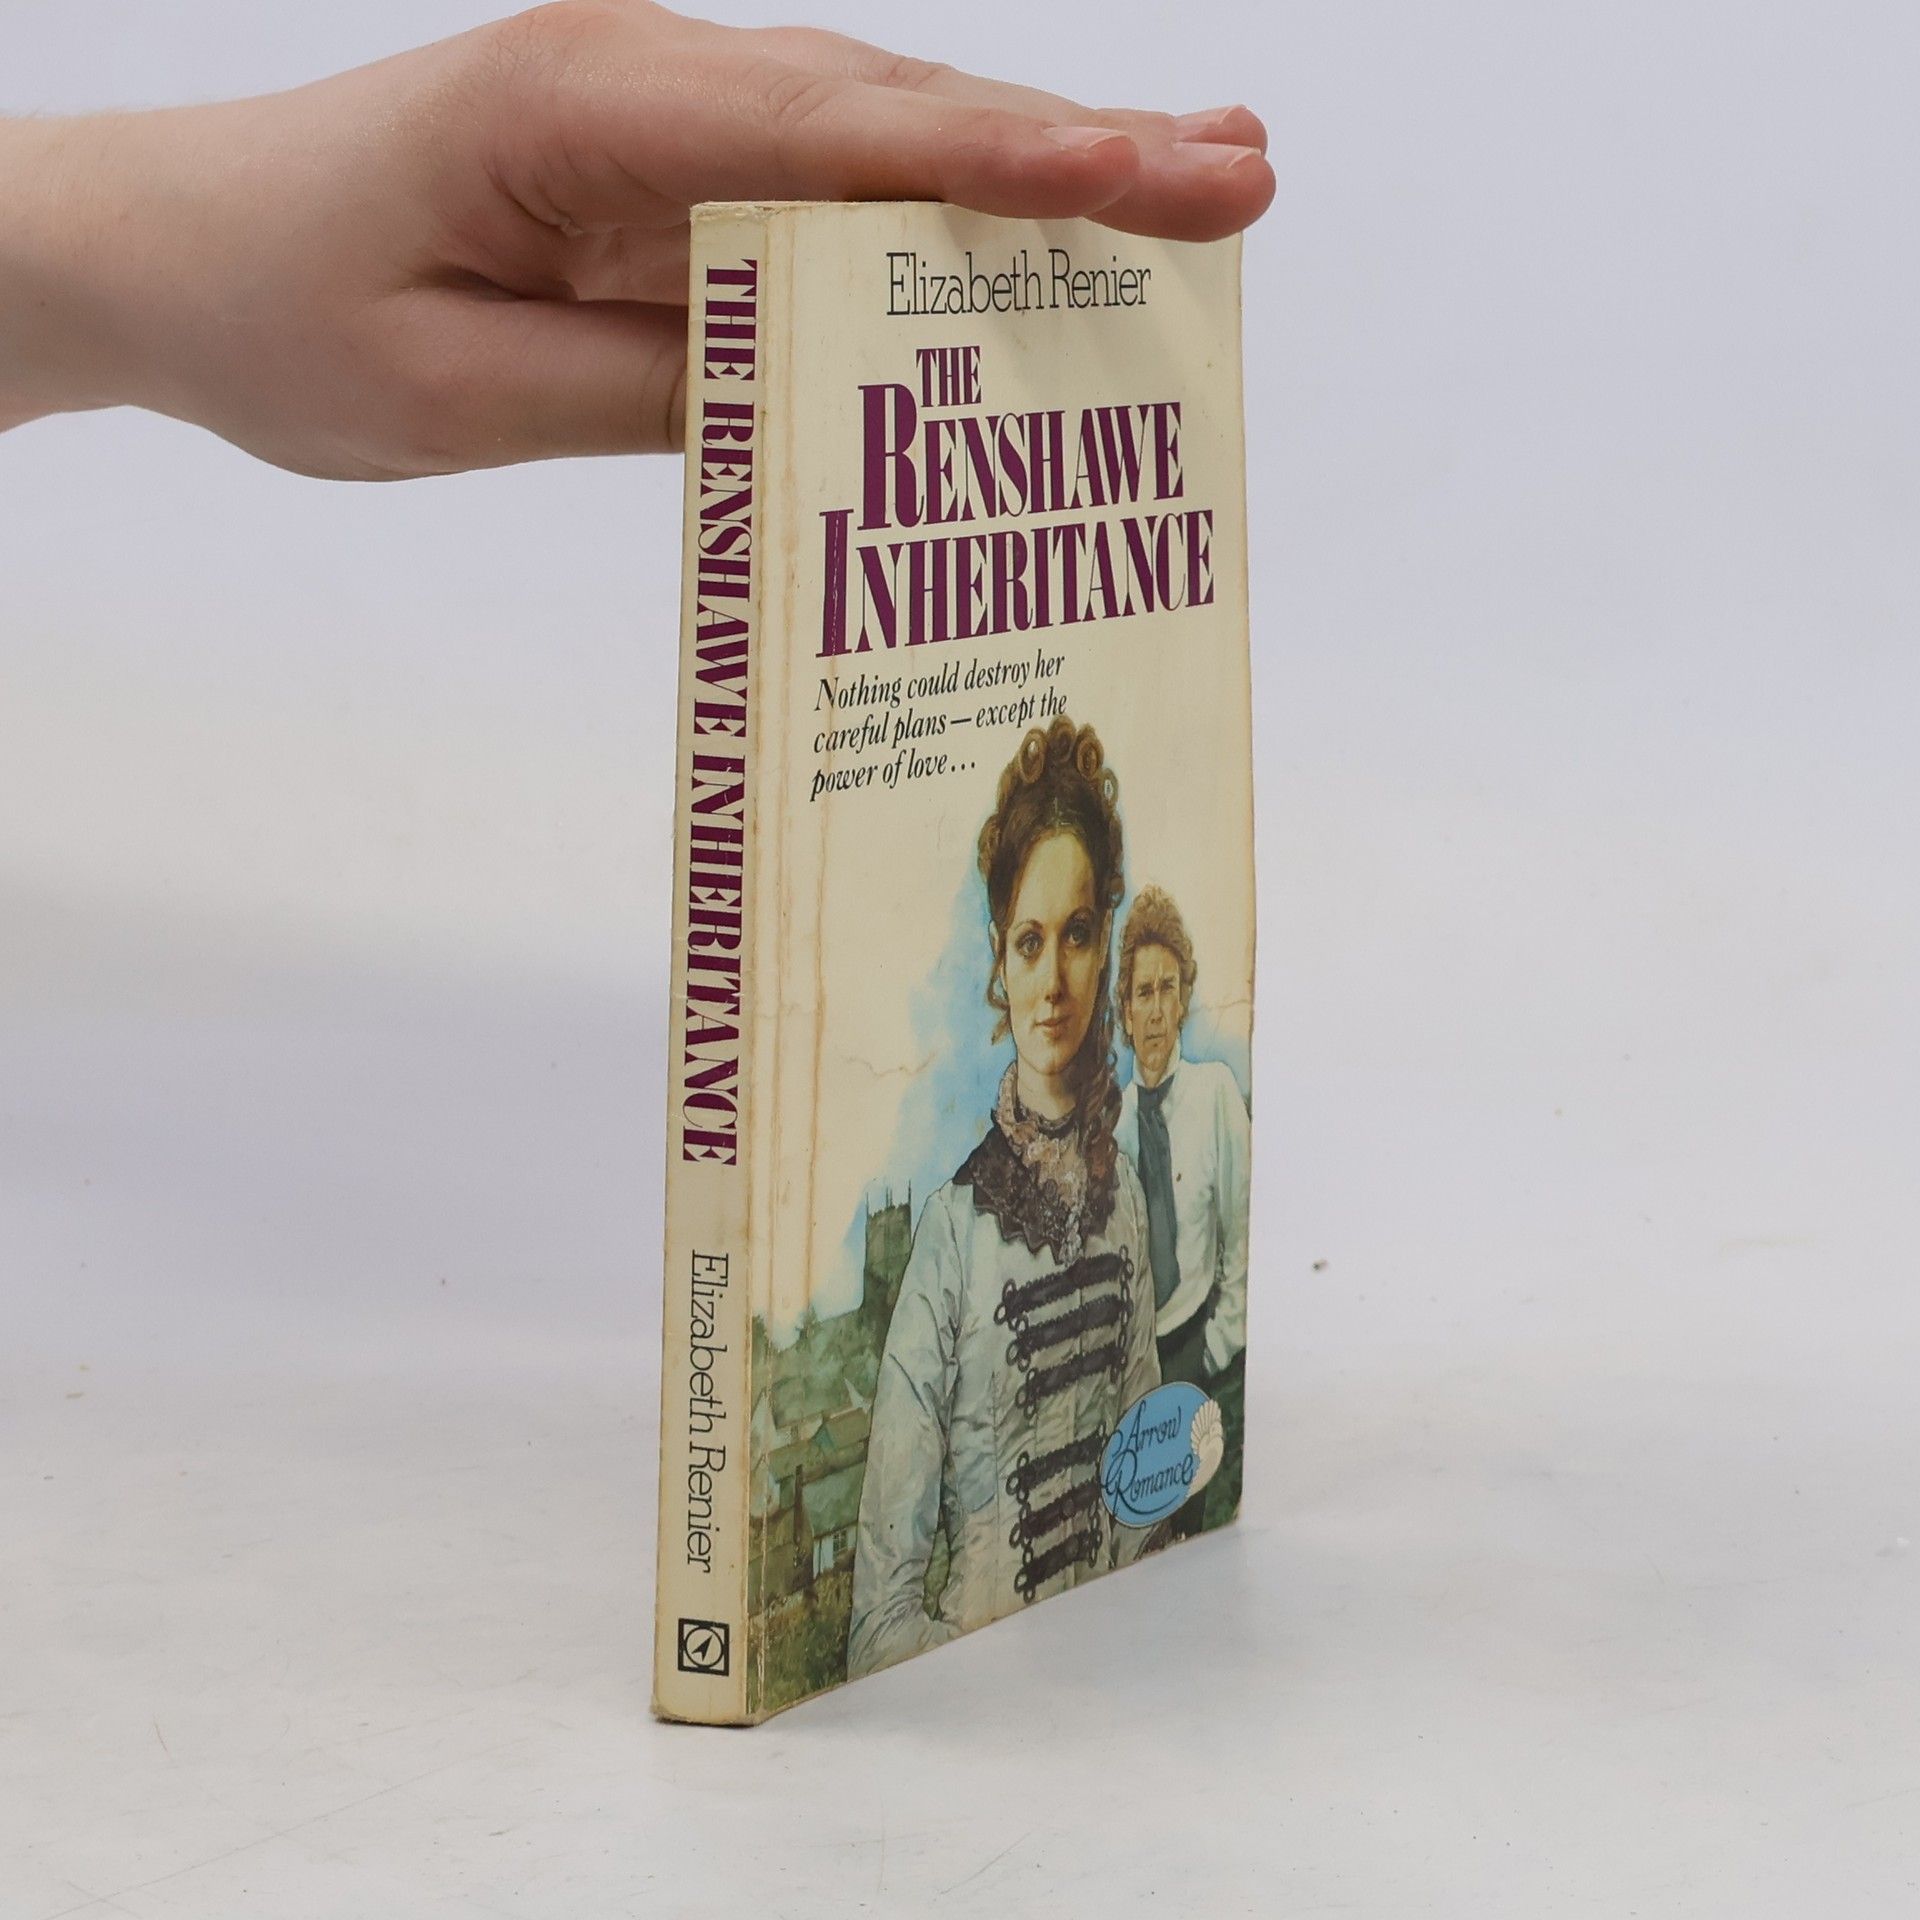 THE RENSHAWE INHERITANCE Elizabeth Renier
Elizabeth Renier
THE
RENSHAWE
INHERITANCE
Nothing could destroy her
careful plans — except the
power of love...
Arrow
Romance